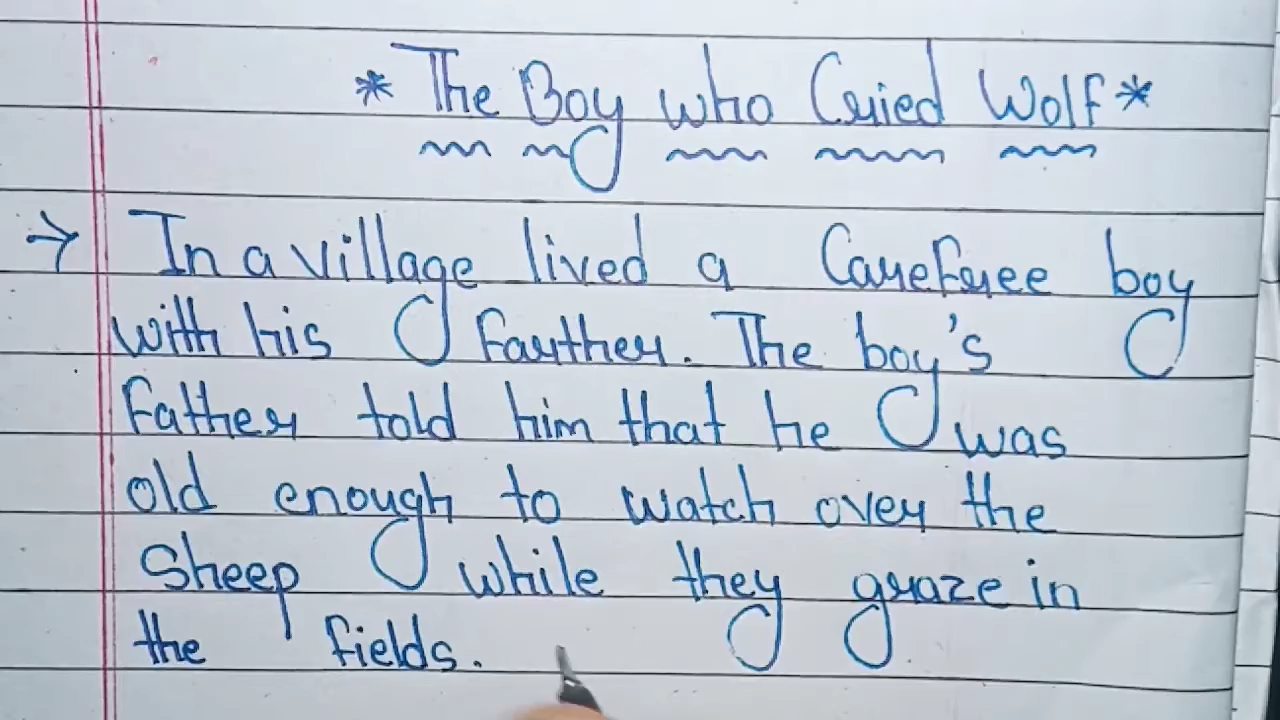 * The Boy who Cried Wolf *
→ In a village lived a Carefree boy
with his farther. The boy's
Father told him that he was
old enough to watch over the
Sheep while they graze in
the fields.